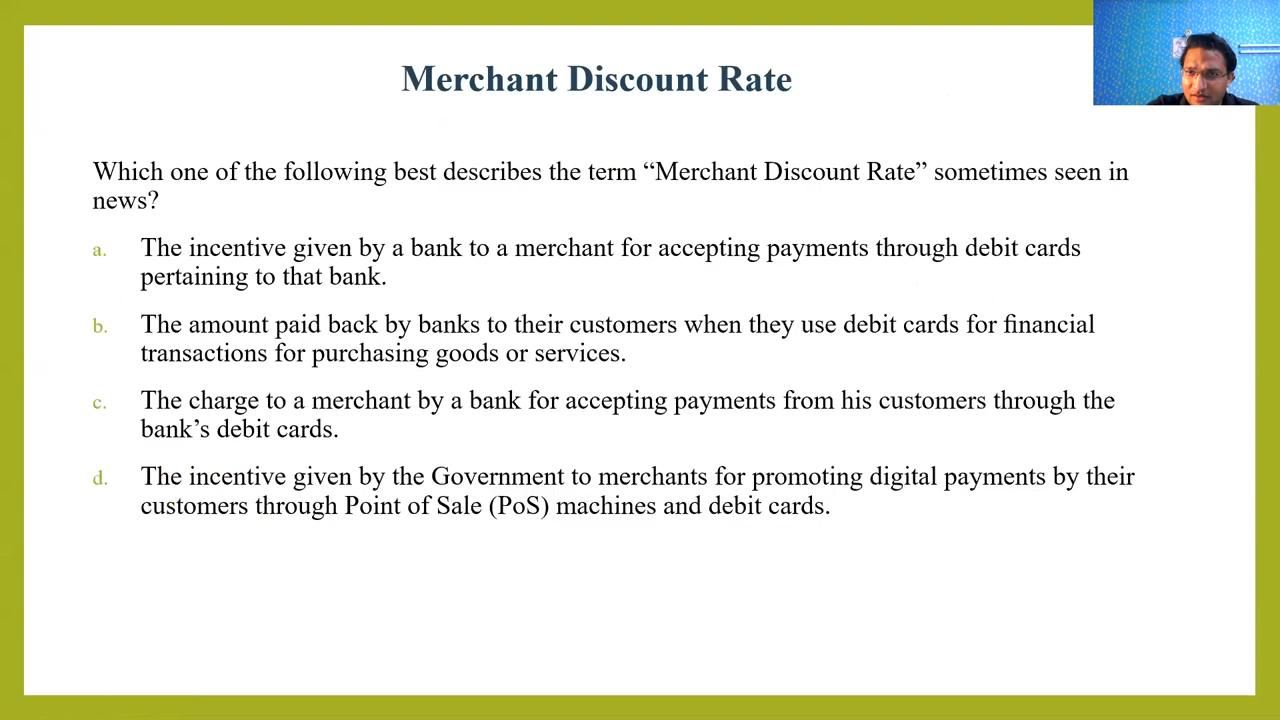 Merchant Discount Rate
Which one of the following best describes the term “Merchant Discount Rate” sometimes seen in
news?
a. The incentive given by a bank to a merchant for accepting payments through debit cards
pertaining to that bank.
b. The amount paid back by banks to their customers when they use debit cards for financial
transactions for purchasing goods or services.
c. The charge to a merchant by a bank for accepting payments from his customers through the
bank’s debit cards.
d. The incentive given by the Government to merchants for promoting digital payments by their
customers through Point of Sale (PoS) machines and debit cards.